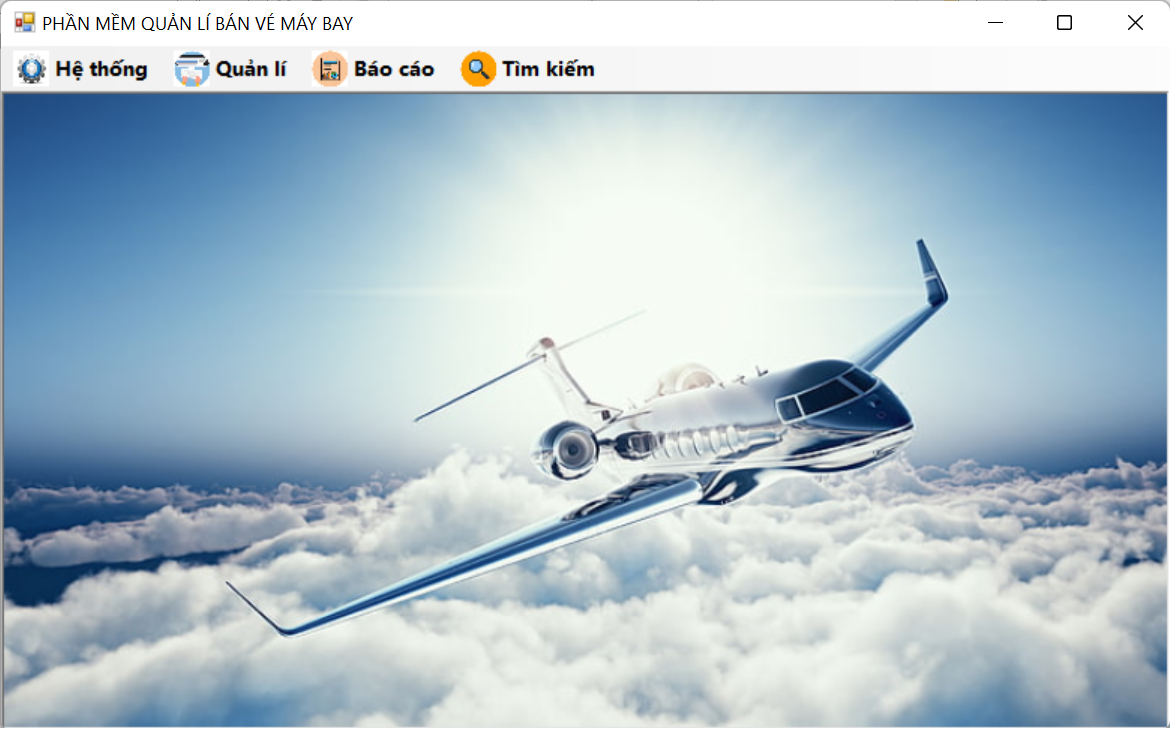 PHẦN MỀM QUẢN LÍ BÁN VÉ MÁY BAY
Hệ thống Quản lí Báo cáo Tìm kiếm